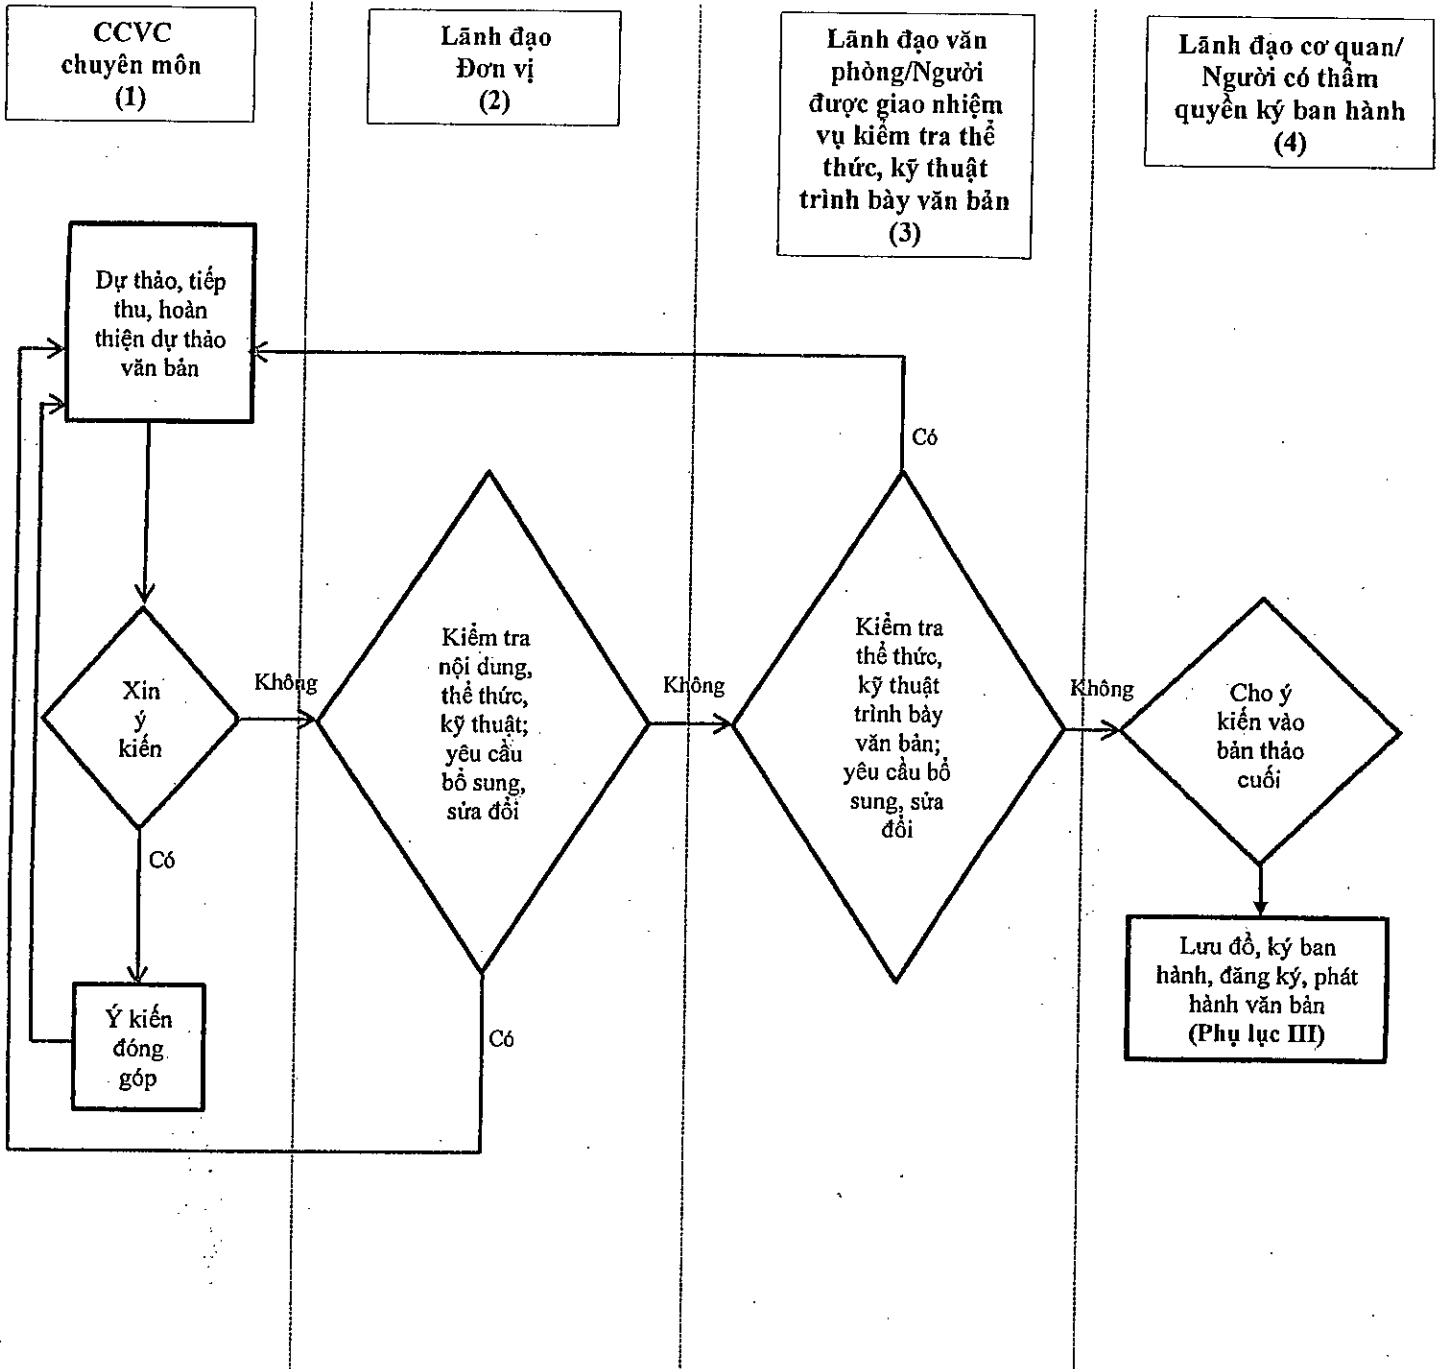 CCVC
chuyên môn
(1)
Lãnh đạo
Đơn vị
(2)
Lãnh đạo văn
phòng/Người
được giao nhiệm
vụ kiểm tra thể
thức, kỹ thuật
trình bày văn bản
(3)
Lãnh đạo cơ quan/
Người có thẩm
quyền ký ban hành
(4)
Dự thảo, tiếp
thu, hoàn
thiện dự thảo
văn bản
Có
Xin
ý
kiến
Không
Kiểm tra
nội dung,
thể thức,
kỹ thuật;
yêu cầu
bổ sung,
sửa đổi
Không
Kiểm tra
thể thức,
kỹ thuật
trình bày
văn bản;
yêu cầu bổ
sung, sửa
đổi
Không
Cho ý
kiến vào
bản thảo
cuối
Có
Ý kiến
đóng
góp
Có
Lưu đồ, ký ban
hành, đăng ký, phát
hành văn bản
(Phụ lục III)